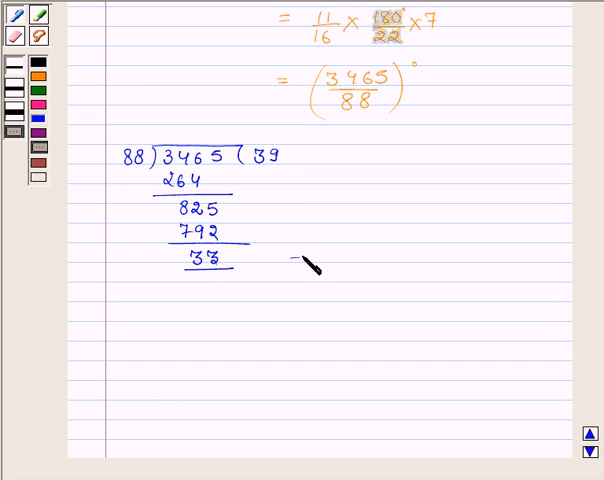 = 11/16 × 180°/22 × 7
= (3465/88)°
88 ) 3465 ( 39
264
825
792
33